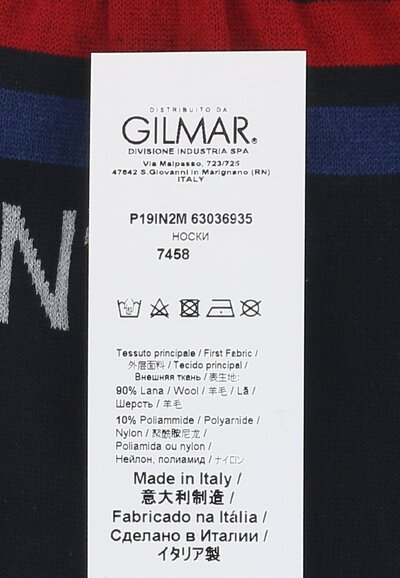 DISTRIBUITO DA
GILMAR®
DIVISIONE INDUSTRIA SPA
Via Malpasso, 723/725
47842 S.Giovanni in Marignano (RN)
ITALY
P19IN2M 63036935
НОСКИ
7458
N
Tessuto principale / First Fabric /
外层面料 / Tecido principal /
Внешняя ткань / 表生地:
90% Lana / Wool / 羊毛 / Lã /
Шерсть / 羊毛
10% Poliammide / Polyamide /
Nylon / 聚酰胺尼龙 /
Poliamida ou nylon /
Нейлон, полиамид / ナイロン
Made in Italy /
意大利制造 /
Fabricado na Itália /
Сделано в Италии /
イタリア製